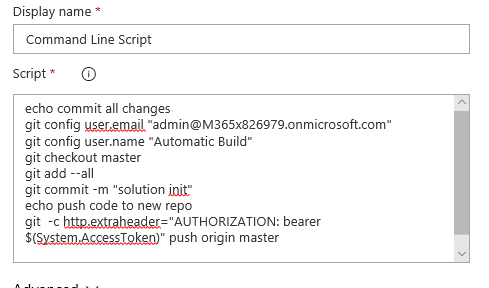 Display name *
Command Line Script
Script *
echo commit all changes
git config user.email "admin@M365x826979.onmicrosoft.com"
git config user.name "Automatic Build"
git checkout master
git add --all
git commit -m "solution init"
echo push code to new repo
git  -c http.extraheader="AUTHORIZATION: bearer
$(System.AccessToken)" push origin master
Advanced